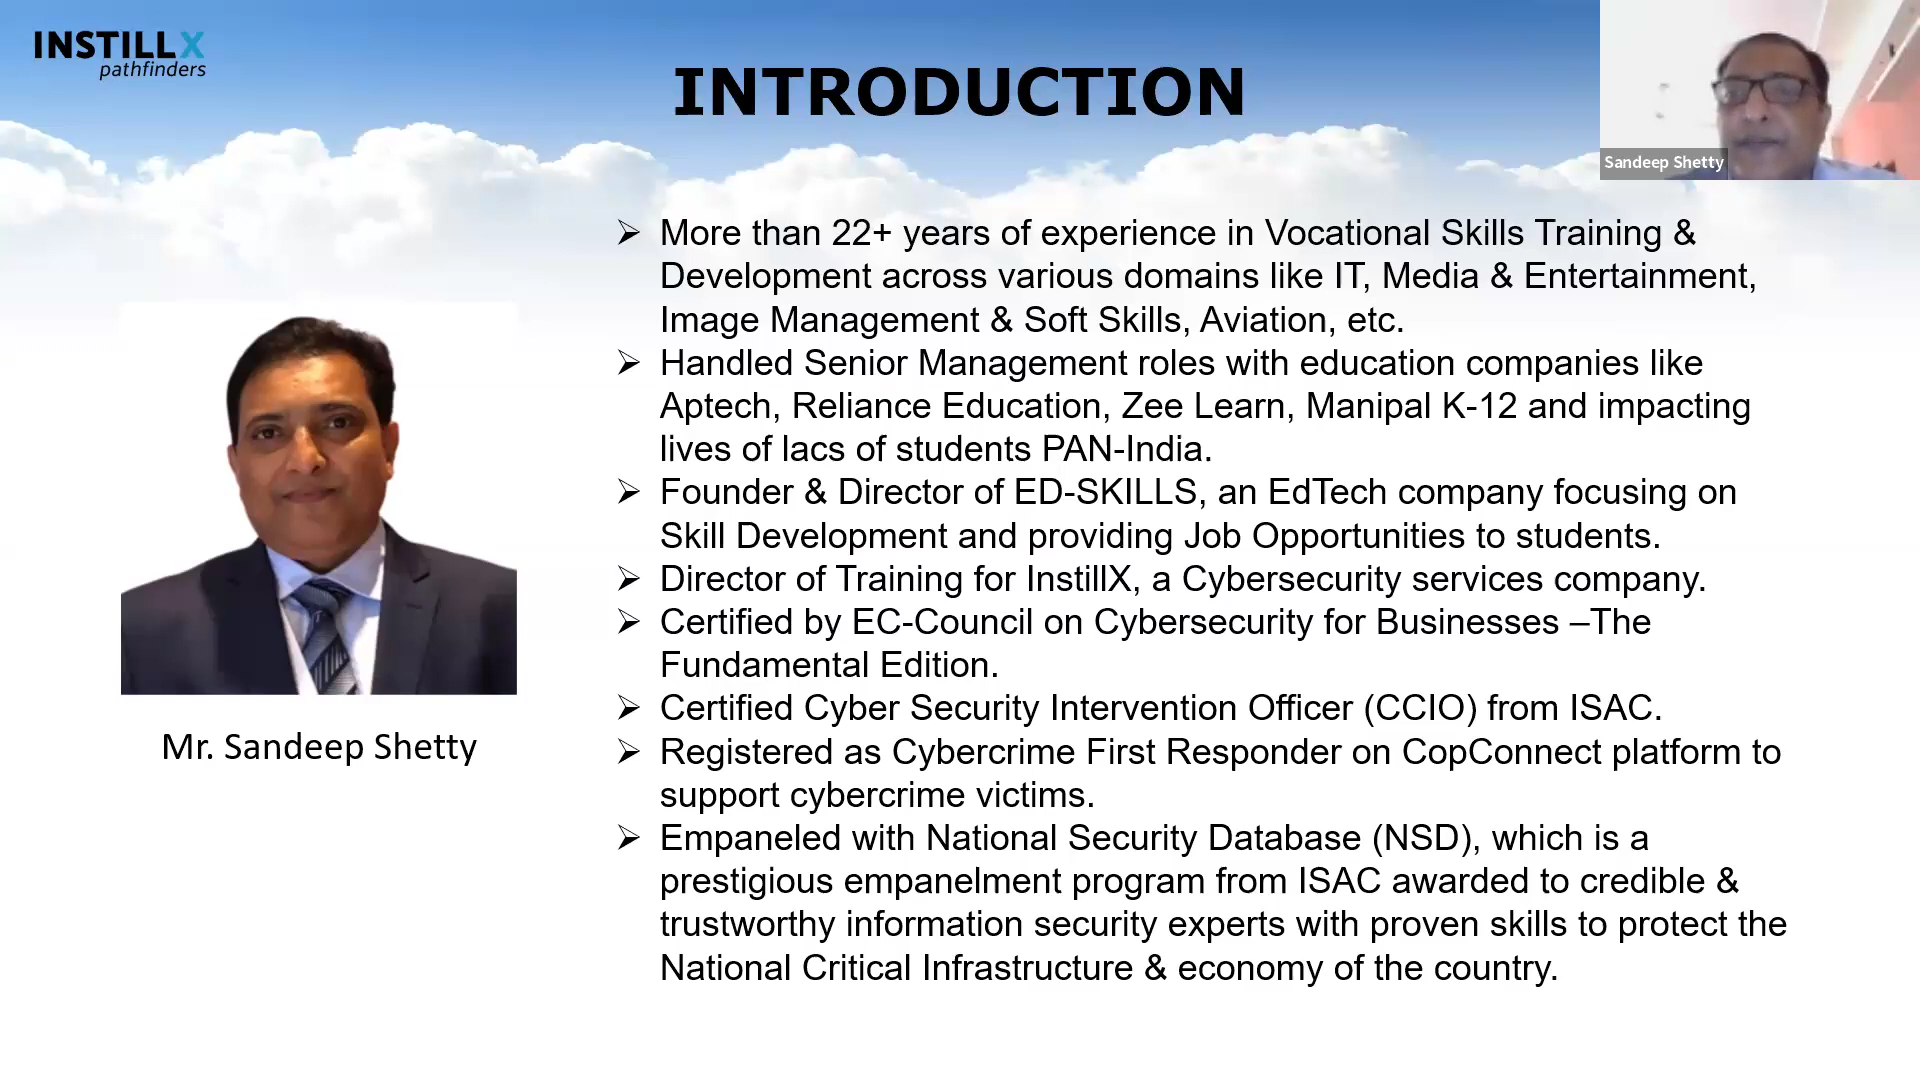 INSTILLX
pathfinders
INTRODUCTION
Sandeep Shetty
➢ More than 22+ years of experience in Vocational Skills Training &
Development across various domains like IT, Media & Entertainment,
Image Management & Soft Skills, Aviation, etc.
➢ Handled Senior Management roles with education companies like
Aptech, Reliance Education, Zee Learn, Manipal K-12 and impacting
lives of lacs of students PAN-India.
➢ Founder & Director of ED-SKILLS, an EdTech company focusing on
Skill Development and providing Job Opportunities to students.
➢ Director of Training for InstillX, a Cybersecurity services company.
➢ Certified by EC-Council on Cybersecurity for Businesses –The
Fundamental Edition.
➢ Certified Cyber Security Intervention Officer (CCIO) from ISAC.
➢ Registered as Cybercrime First Responder on CopConnect platform to
support cybercrime victims.
➢ Empaneled with National Security Database (NSD), which is a
prestigious empanelment program from ISAC awarded to credible &
trustworthy information security experts with proven skills to protect the
National Critical Infrastructure & economy of the country.
Mr. Sandeep Shetty